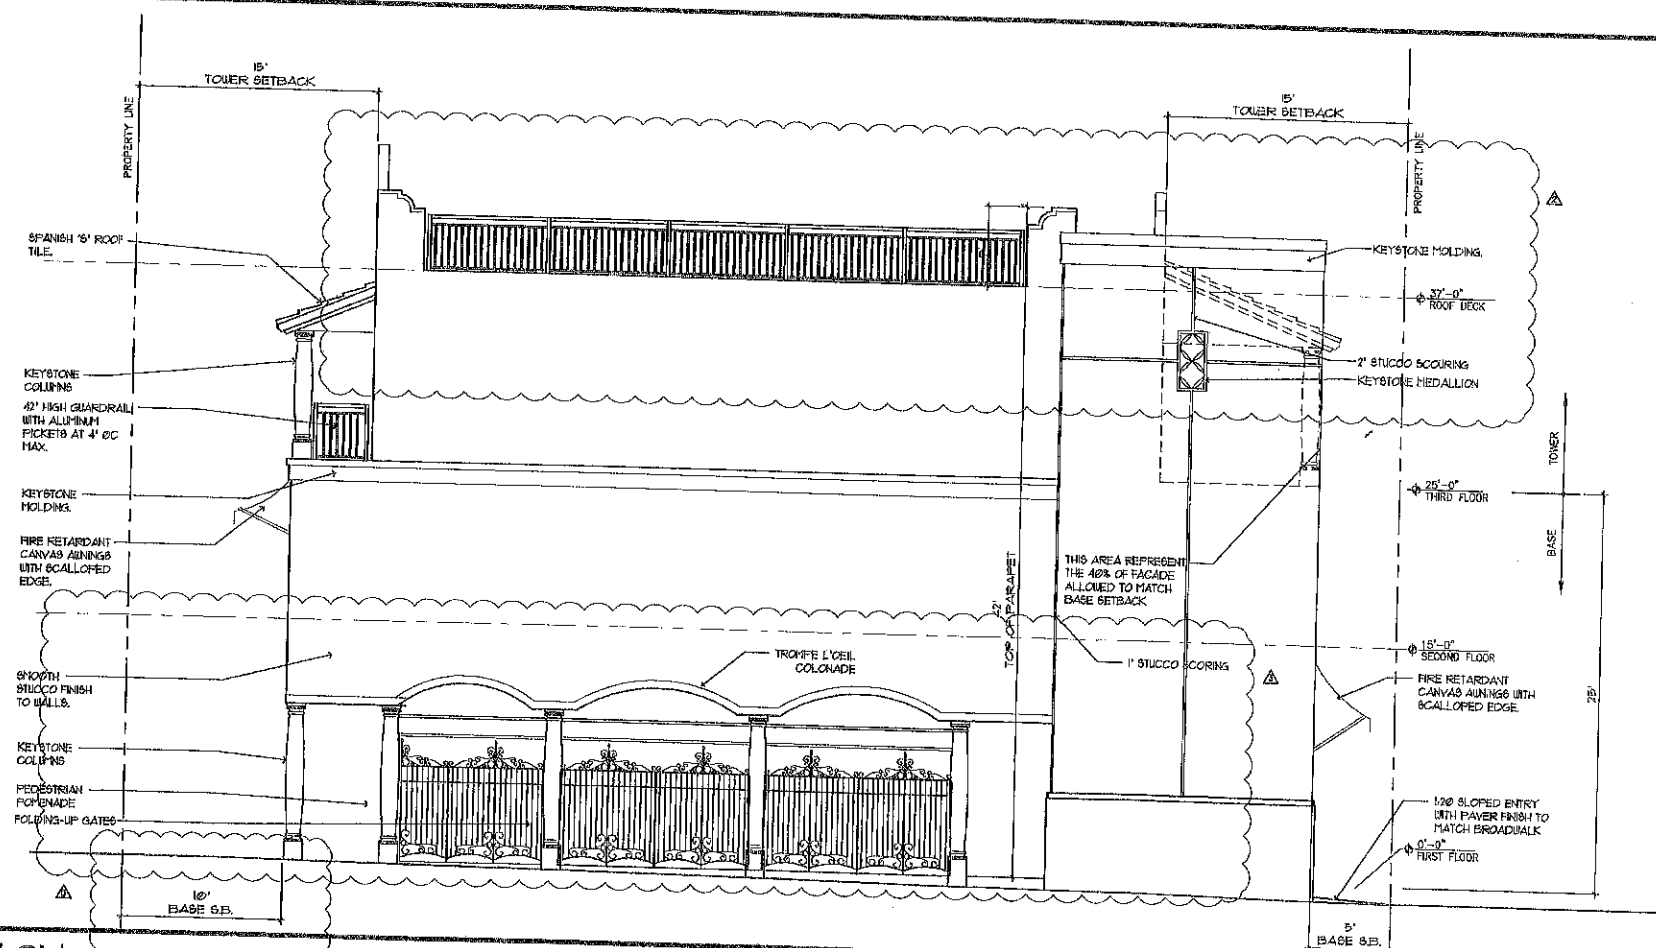 15'
TOWER SETBACK
15'
TOWER SETBACK
PROPERTY LINE
PROPERTY LINE
SPANISH 'S' ROOF
TILE.
KEYSTONE MOLDING.
37'-0"
ROOF DECK
KEYSTONE
COLUMNS
2" STUCCO SCOURING
KEYSTONE MEDALLION
42" HIGH GUARDRAIL
WITH ALUMINUM
PICKETS AT 4" OC
MAX.
TOWER
KEYSTONE
MOLDING.
25'-0"
THIRD FLOOR
BASE
FIRE RETARDANT
CANVAS AWNINGS
WITH SCALLOPED
EDGE.
THIS AREA REPRESENT
THE 40% OF FACADE
ALLOWED TO MATCH
BASE SETBACK
42'
TOP OF PARAPET
15'-0"
SECOND FLOOR
TROMPE L'OEIL
COLONADE
1" STUCCO SCORING
SMOOTH
STUCCO FINISH
TO WALLS.
FIRE RETARDANT
CANVAS AWNINGS WITH
SCALLOPED EDGE.
25'
KEYSTONE
COLUMNS
PEDESTRIAN
POMENADE
FOLDING-UP GATES
1:20 SLOPED ENTRY
WITH PAVER FINISH TO
MATCH BROADWALK
0'-0"
FIRST FLOOR
10'
BASE S.B.
5'
BASE S.B.